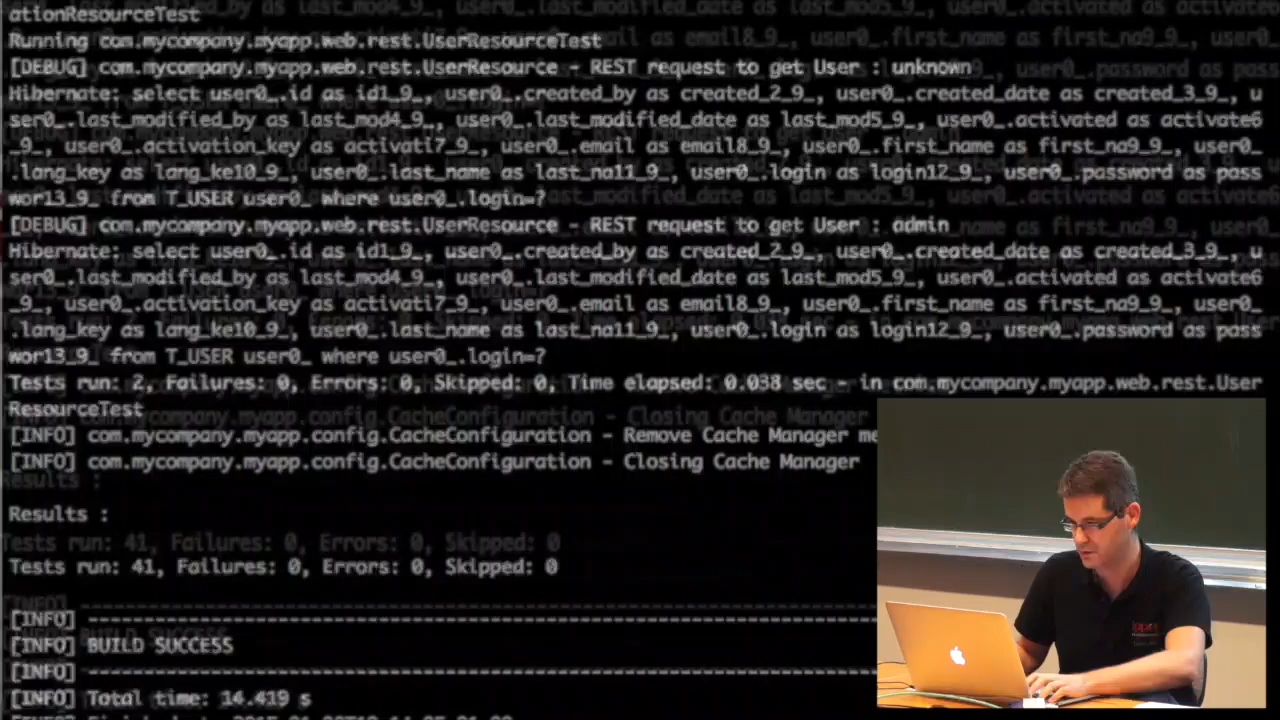 ationResourceTest
Running com.mycompany.myapp.web.rest.UserResourceTest
[DEBUG] com.mycompany.myapp.web.rest.UserResource - REST request to get User : unknown
Hibernate: select user0_.id as id1_9_, user0_.created_by as created_2_9_, user0_.created_date as created_3_9_, u
ser0_.last_modified_by as last_mod4_9_, user0_.last_modified_date as last_mod5_9_, user0_.activated as activate6
_9_, user0_.activation_key as activati7_9_, user0_.email as email8_9_, user0_.first_name as first_na9_9_, user0_
.lang_key as lang_ke10_9_, user0_.last_name as last_na11_9_, user0_.login as login12_9_, user0_.password as pass
wor13_9_ from T_USER user0_ where user0_.login=?
[DEBUG] com.mycompany.myapp.web.rest.UserResource - REST request to get User : admin
Hibernate: select user0_.id as id1_9_, user0_.created_by as created_2_9_, user0_.created_date as created_3_9_, u
ser0_.last_modified_by as last_mod4_9_, user0_.last_modified_date as last_mod5_9_, user0_.activated as activate6
_9_, user0_.activation_key as activati7_9_, user0_.email as email8_9_, user0_.first_name as first_na9_9_, user0_
.lang_key as lang_ke10_9_, user0_.last_name as last_na11_9_, user0_.login as login12_9_, user0_.password as pass
wor13_9_ from T_USER user0_ where user0_.login=?
Tests run: 2, Failures: 0, Errors: 0, Skipped: 0, Time elapsed: 0.038 sec - in com.mycompany.myapp.web.rest.User
ResourceTest
[INFO] com.mycompany.myapp.config.CacheConfiguration - Remove Cache Manager me
[INFO] com.mycompany.myapp.config.CacheConfiguration - Closing Cache Manager
Results :
Results :
Tests run: 41, Failures: 0, Errors: 0, Skipped: 0
Tests run: 41, Failures: 0, Errors: 0, Skipped: 0
[INFO] ------------------------------------------------------------------------
[INFO] BUILD SUCCESS
[INFO] ------------------------------------------------------------------------
[INFO] Total time: 14.419 s